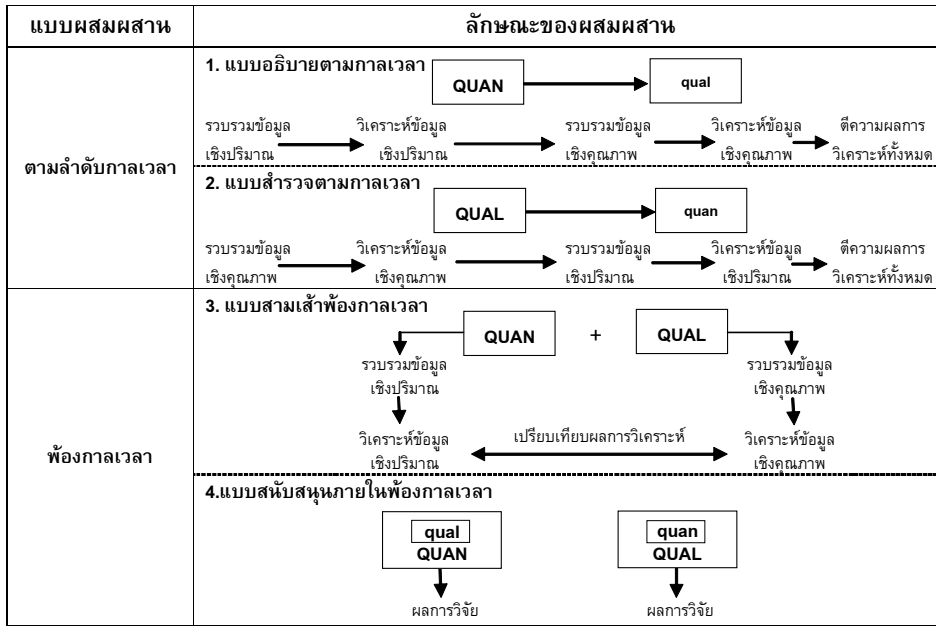 แบบผสมผสาน
ลักษณะของผสมผสาน
ตามลำดับกาลเวลา
1. แบบอธิบายตามกาลเวลา
QUAN
qual
รวบรวมข้อมูล
เชิงปริมาณ
วิเคราะห์ข้อมูล
เชิงปริมาณ
รวบรวมข้อมูล
เชิงคุณภาพ
วิเคราะห์ข้อมูล
เชิงคุณภาพ
ตีความผลการ
วิเคราะห์ทั้งหมด
2. แบบสำรวจตามกาลเวลา
QUAL
quan
รวบรวมข้อมูล
เชิงคุณภาพ
วิเคราะห์ข้อมูล
เชิงคุณภาพ
รวบรวมข้อมูล
เชิงปริมาณ
วิเคราะห์ข้อมูล
เชิงปริมาณ
ตีความผลการ
วิเคราะห์ทั้งหมด
พ้องกาลเวลา
3. แบบสามเส้าพ้องกาลเวลา
QUAN
+
QUAL
รวบรวมข้อมูล
เชิงปริมาณ
รวบรวมข้อมูล
เชิงคุณภาพ
วิเคราะห์ข้อมูล
เชิงปริมาณ
เปรียบเทียบผลการวิเคราะห์
วิเคราะห์ข้อมูล
เชิงคุณภาพ
4.แบบสนับสนุนภายในพ้องกาลเวลา
qual
QUAN
quan
QUAL
ผลการวิจัย
ผลการวิจัย